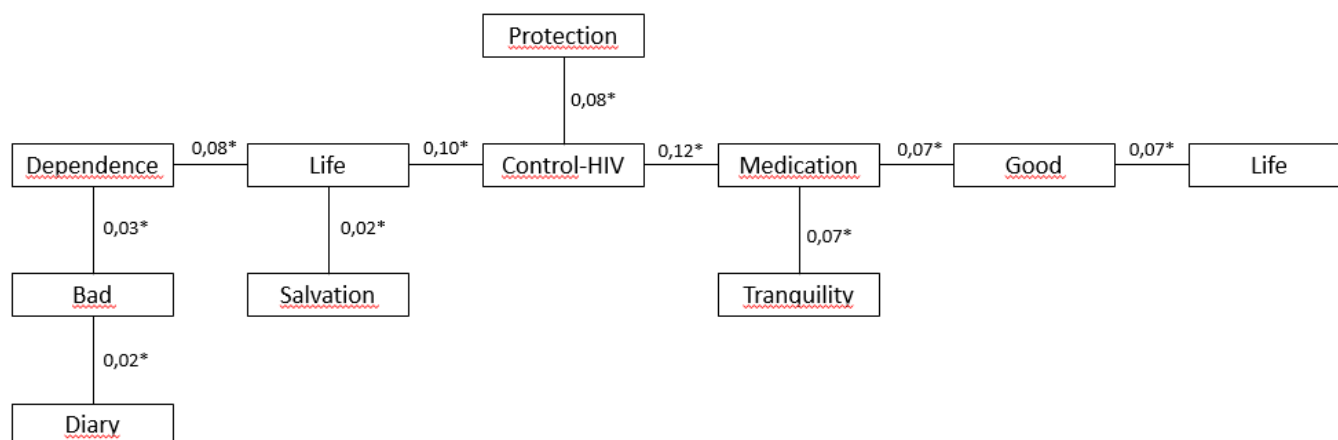 Protection
0,08*
0,08*
0,10*
0,12*
0,07*
0,07*
Dependence
Life
Control-HIV
Medication
Good
Life
0,03*
0,02*
0,07*
Bad
Salvation
Tranquility
0,02*
Diary